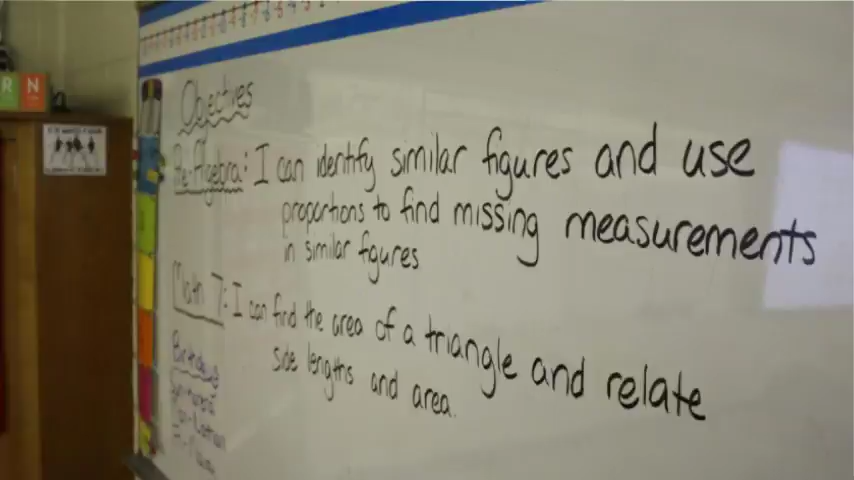 Objectives
Pre-Algebra: I can identify similar figures and use
proportions to find missing measurements
in similar figures
Math 7: I can find the area of a triangle and relate
side lengths and area.
Birthdays
R N